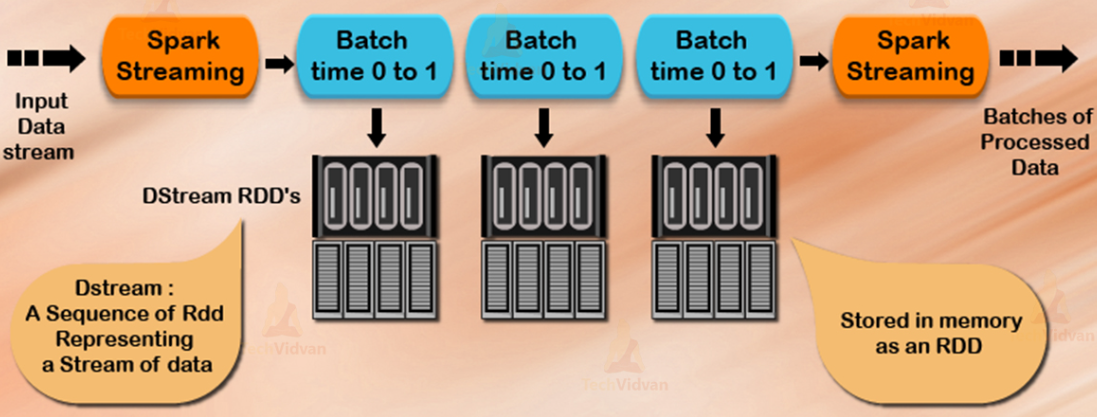 Spark
Streaming
Batch
time 0 to 1
Batch
time 0 to 1
Batch
time 0 to 1
Spark
Streaming
Input
Data
stream
Batches of
Processed
Data
DStream RDD's
Dstream :
A Sequence of Rdd
Representing
a Stream of data
Stored in memory
as an RDD
TechVidvan
TechVidvan